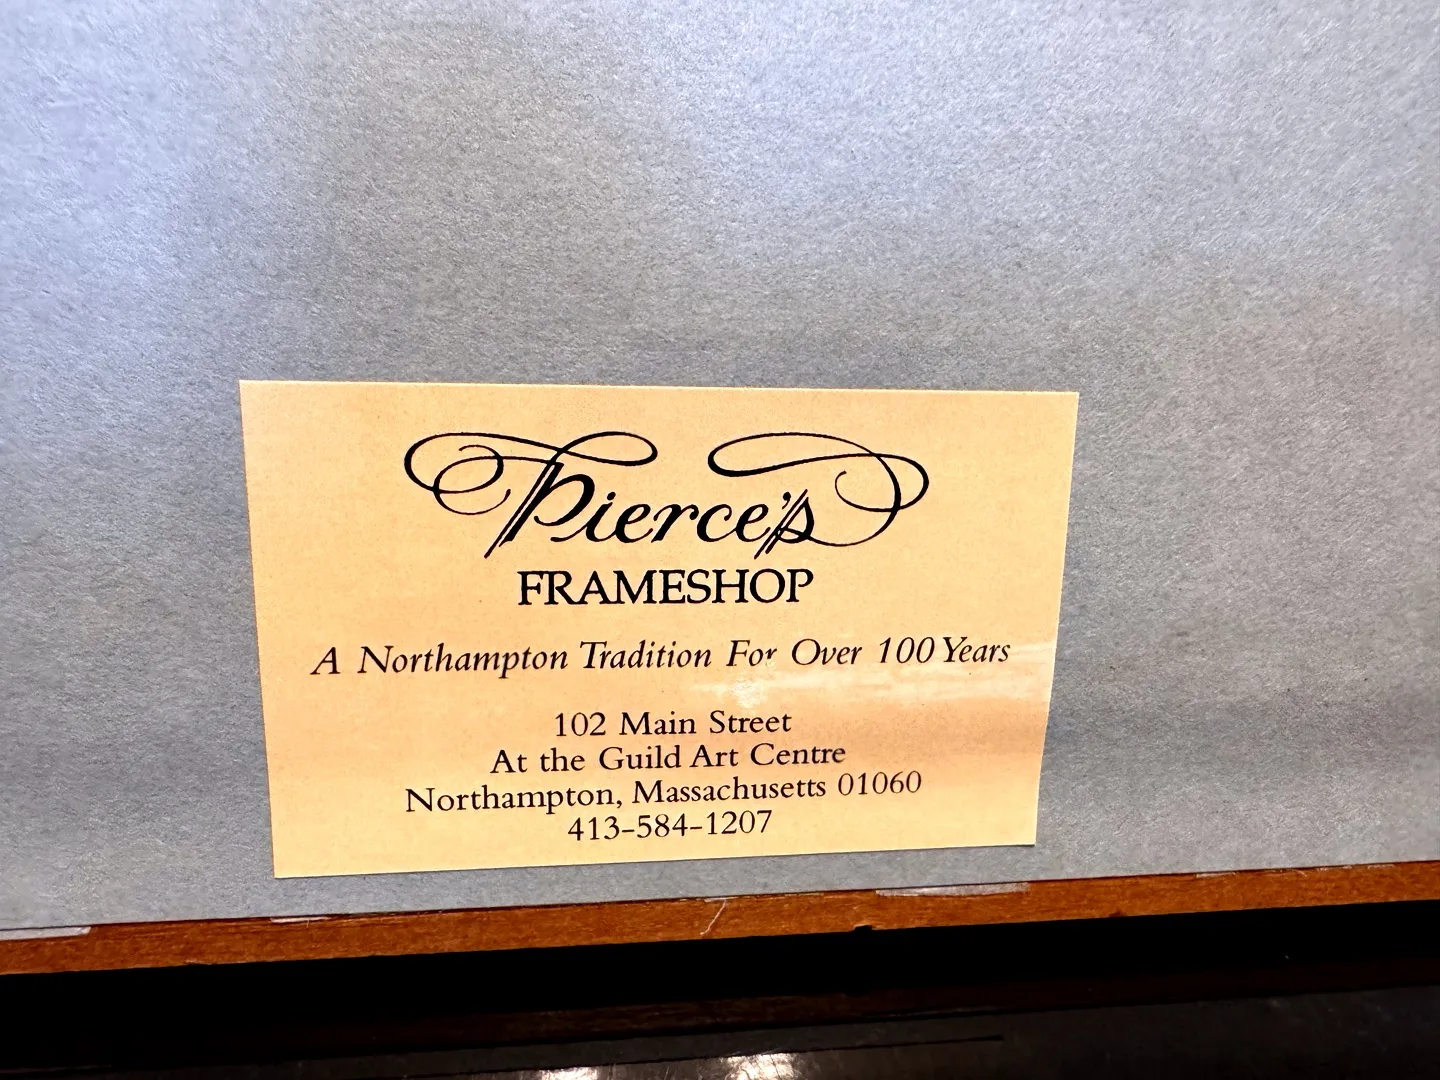 Pierce's
FRAMESHOP
A Northampton Tradition For Over 100 Years
102 Main Street
At the Guild Art Centre
Northampton, Massachusetts 01060
413-584-1207